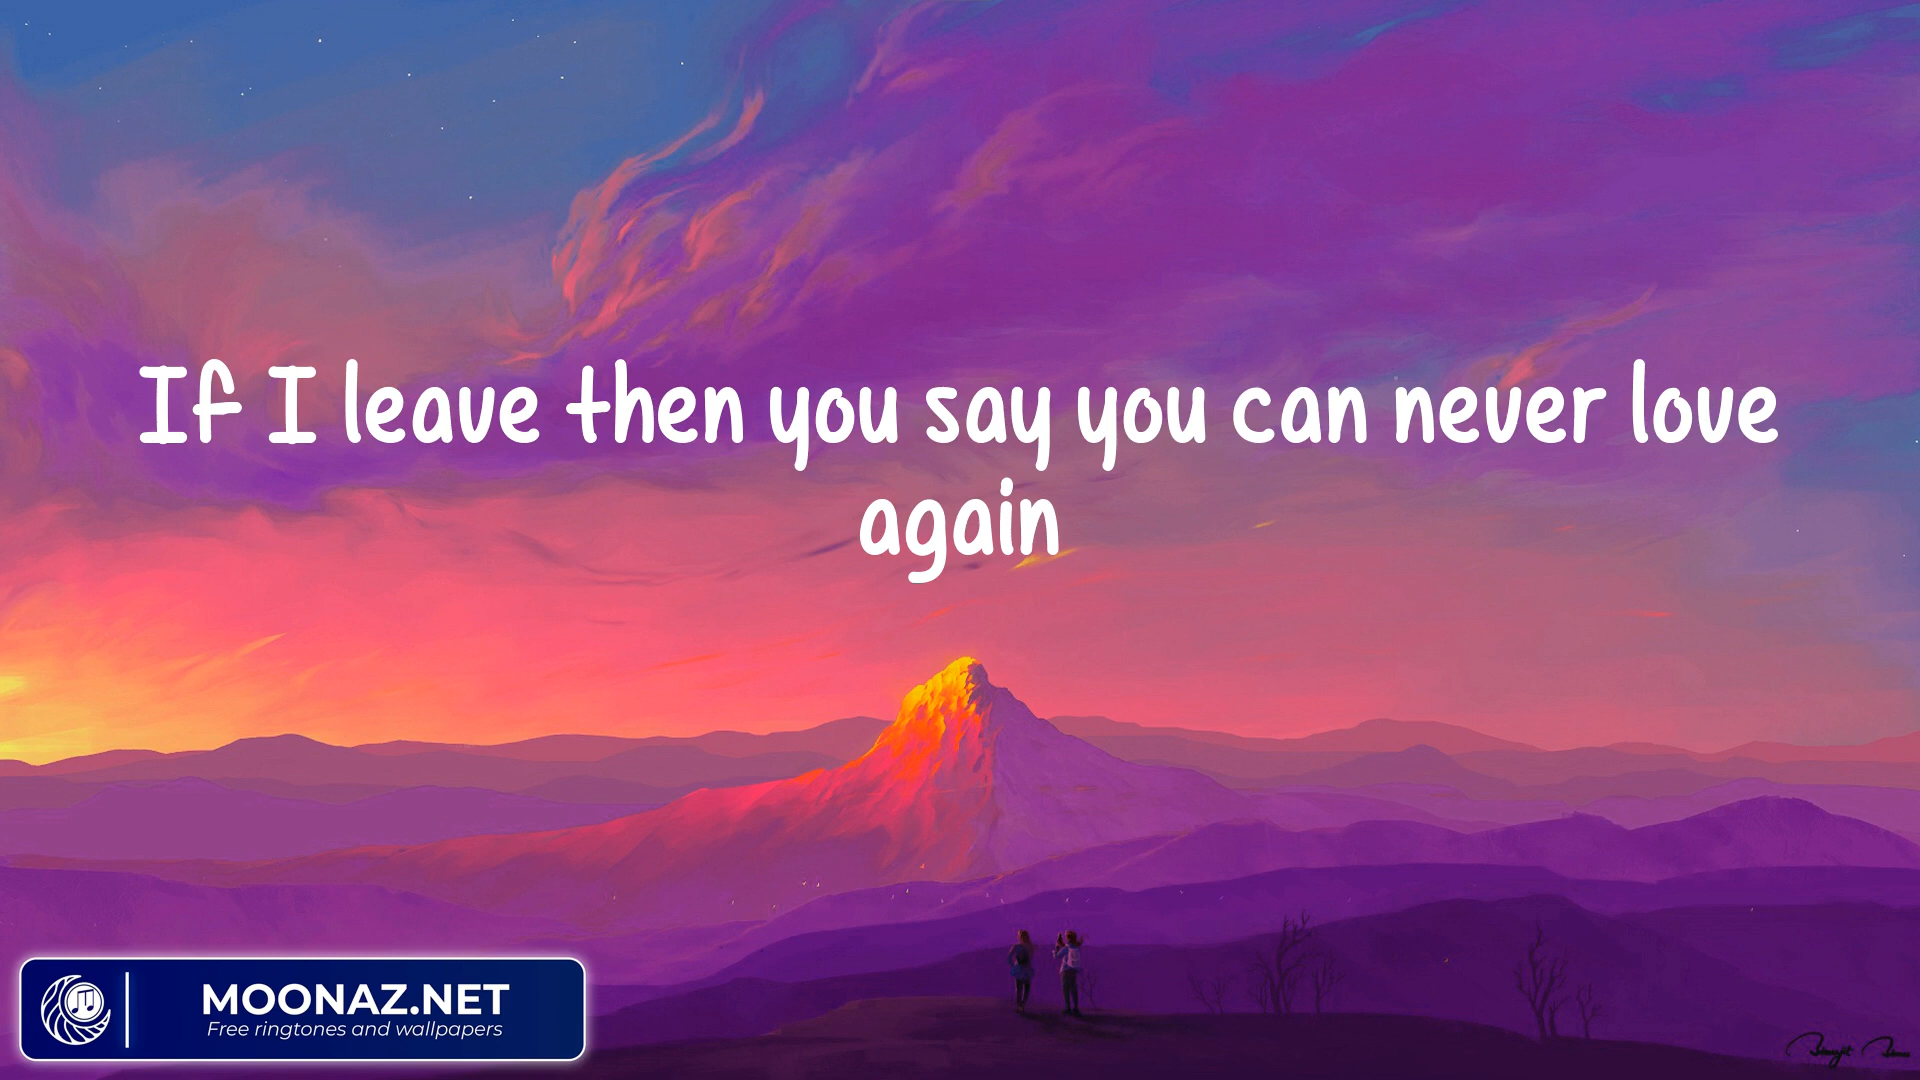 If I leave then you say you can never love
again
MOONAZ.NET
Free ringtones and wallpapers